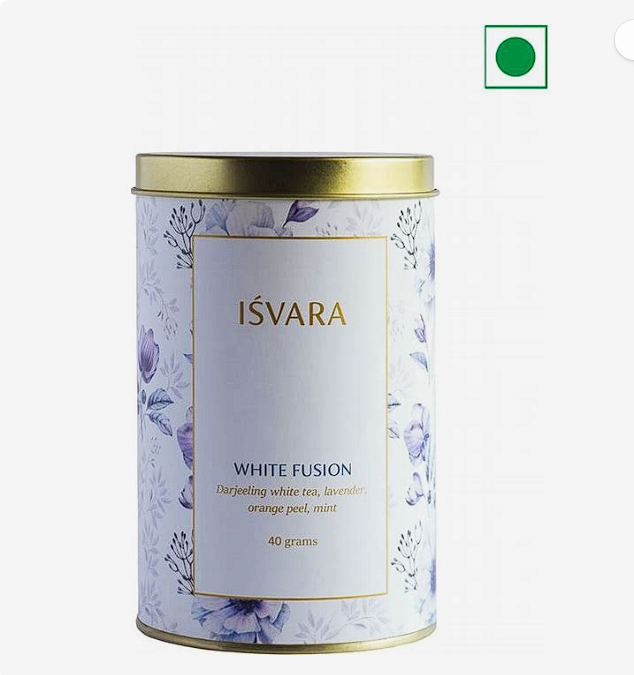 IŚVARA
WHITE FUSION
Darjeeling white tea, lavender,
orange peel, mint
40 grams